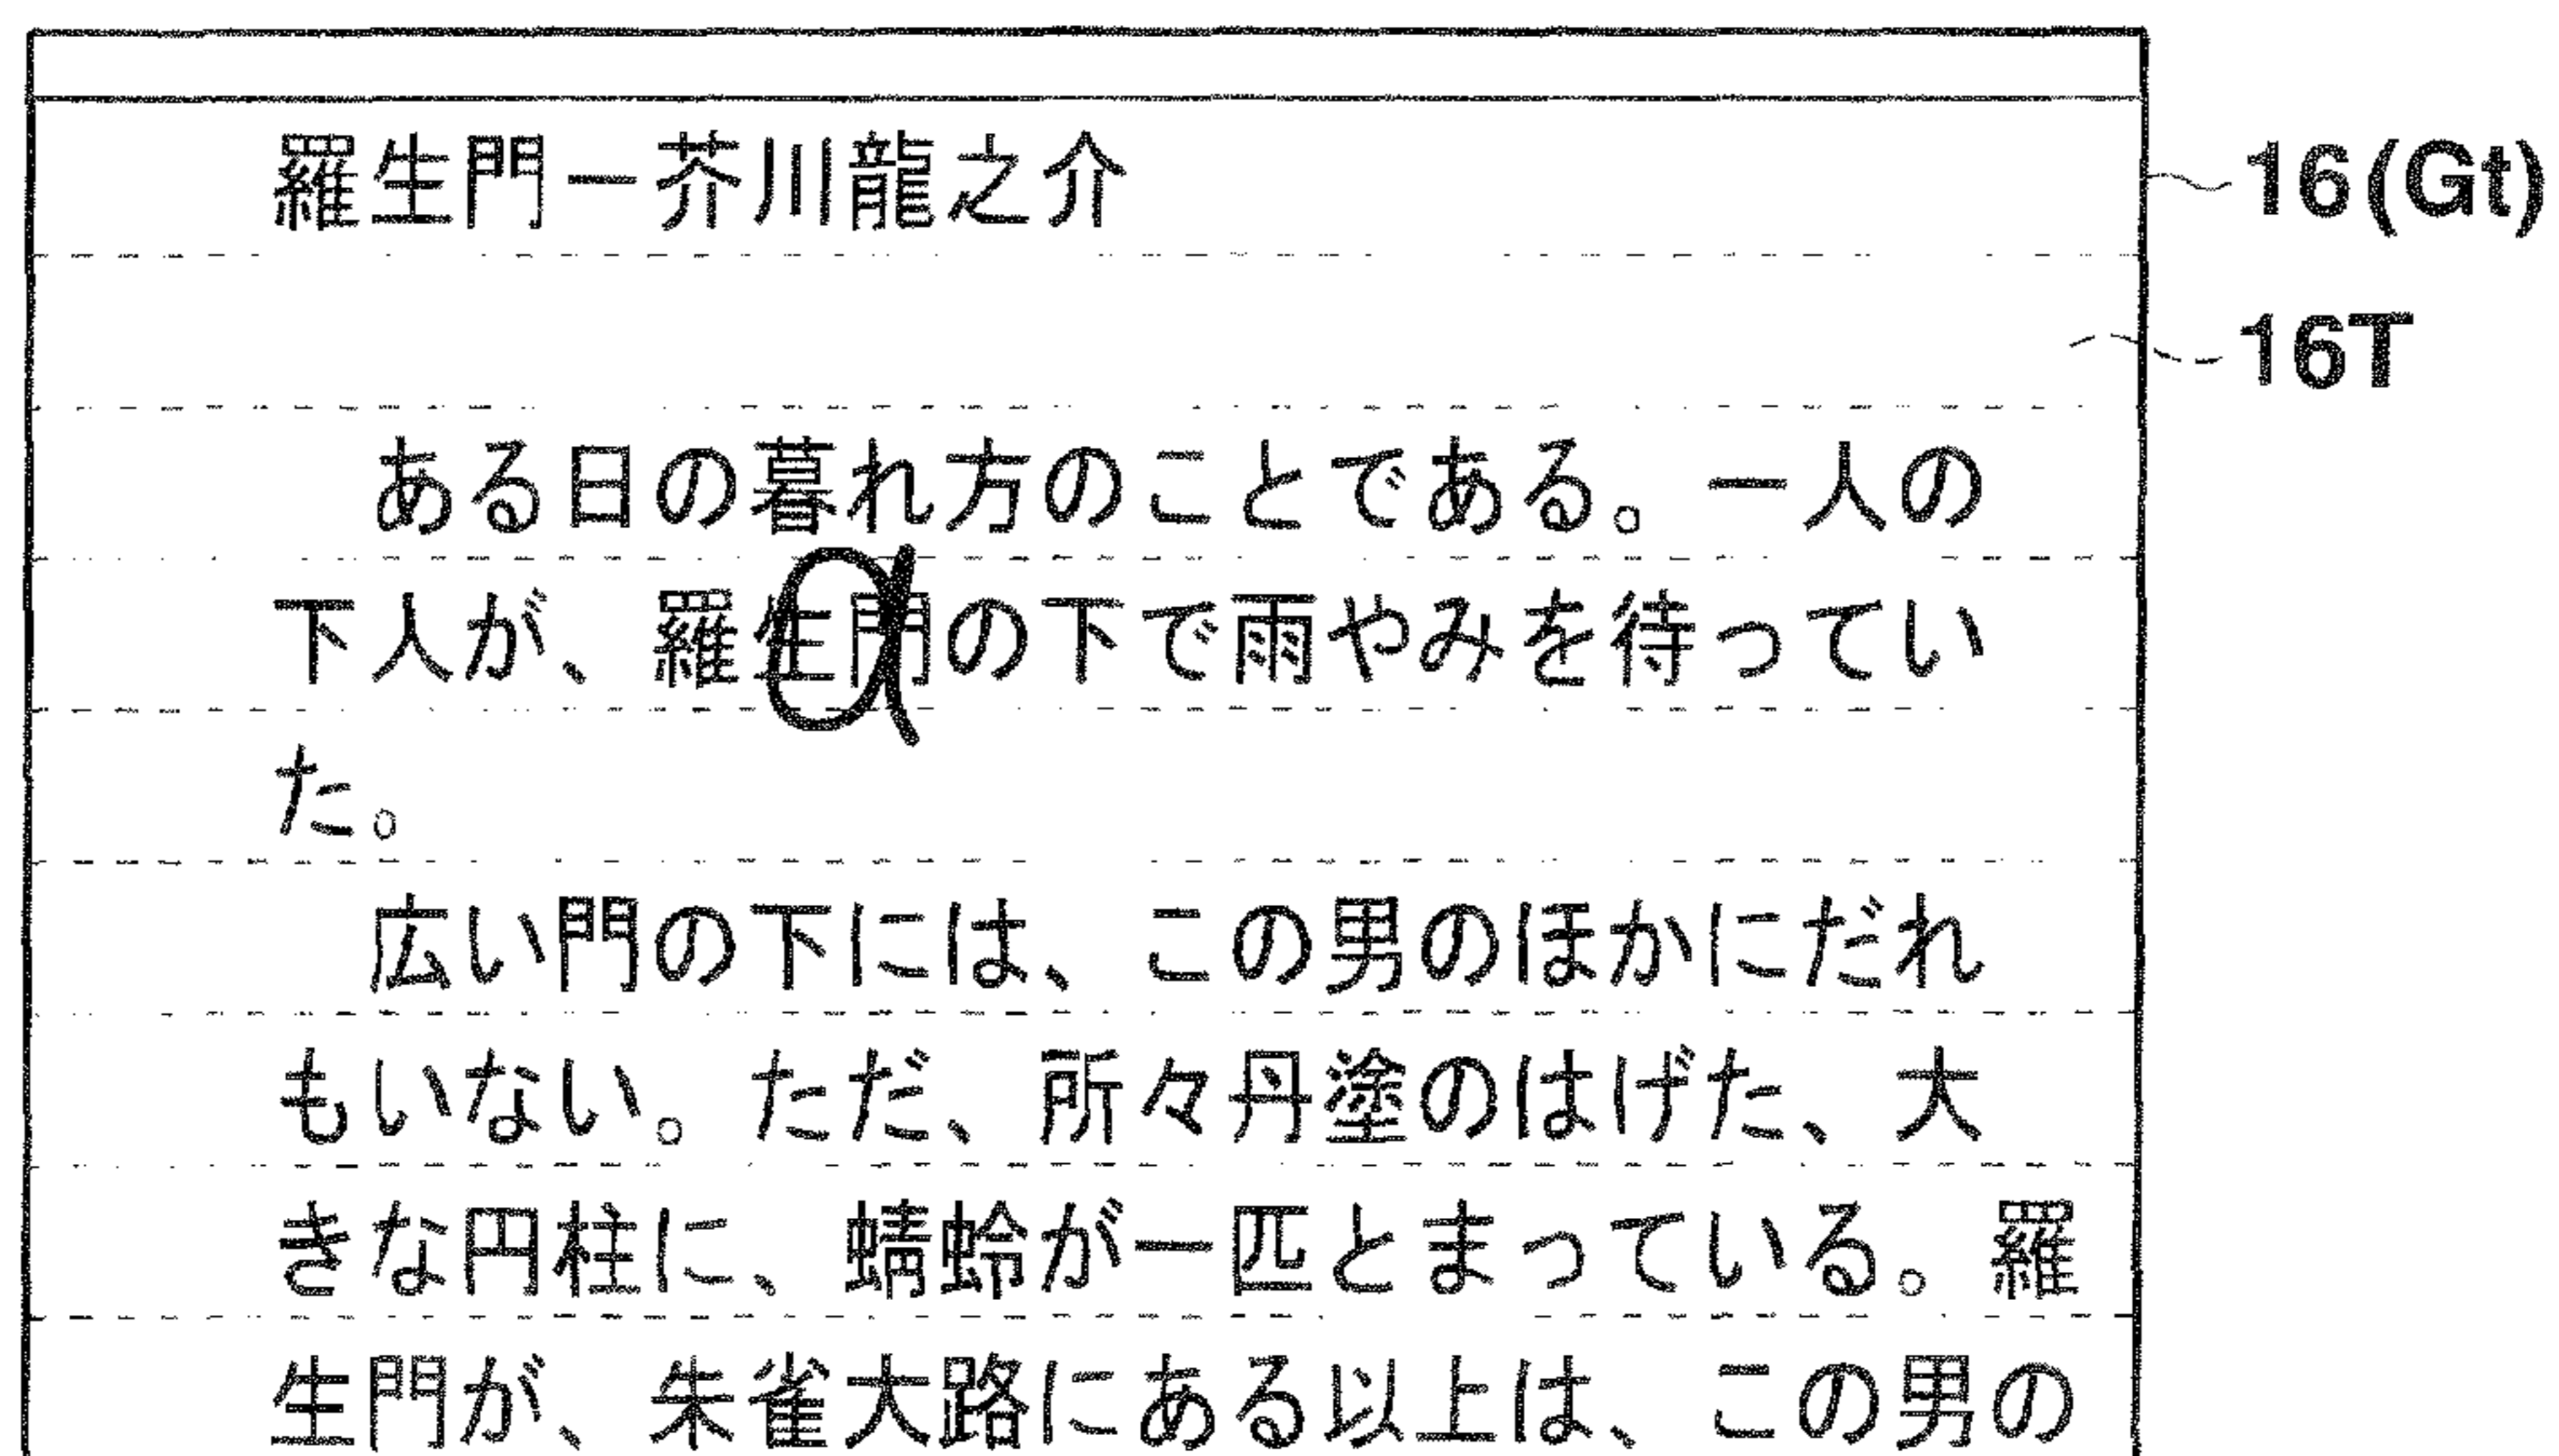 羅生門ー芥川龍之介
16(Gt)
16T
ある日の暮れ方のことである。一人の
下人が、羅生門の下で雨やみを待ってい
a
た。
広い門の下には、この男のほかにだれ
もいない。ただ、所々丹塗のはげた、大
きな円柱に、蜻蛉が一匹とまっている。羅
生門が、朱雀大路にある以上は、この男の